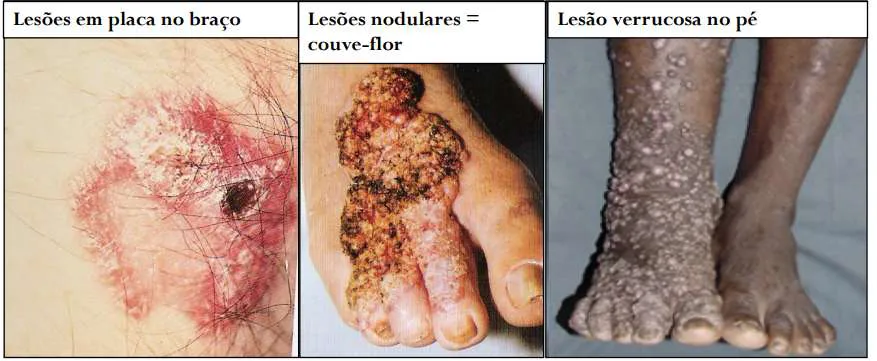 Lesões em placa no braço
Lesões nodulares =
couve-flor
Lesão verrucosa no pé